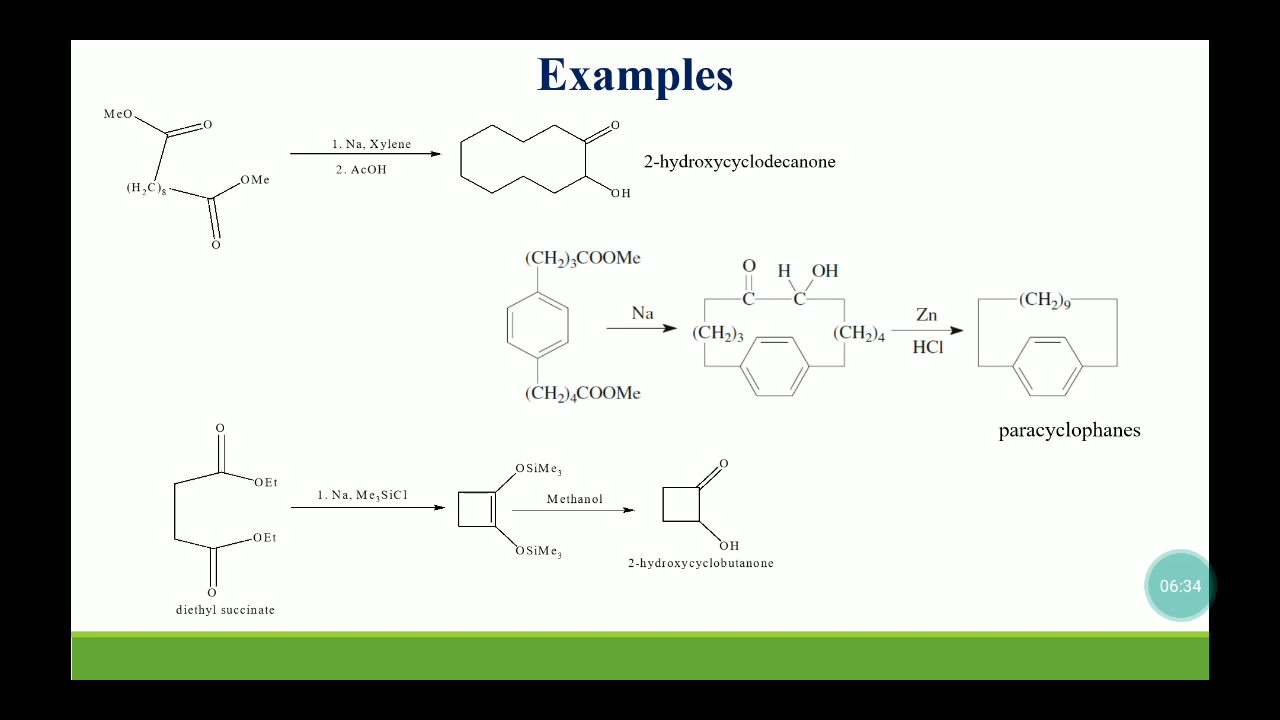 Examples
MeO
O
1. Na, Xylene
2. AcOH
(H₂C)₈
OMe
O
O
OH
2-hydroxycyclodecanone
(CH₂)₃COOMe
(CH₂)₄COOMe
Na
O
H
OH
C
C
(CH₂)₃
(CH₂)₄
Zn
HCl
(CH₂)₉
paracyclophanes
O
OEt
OEt
O
diethyl succinate
1. Na, Me₃SiCl
OSiMe₃
OSiMe₃
Methanol
O
OH
2-hydroxycyclobutanone
06:34